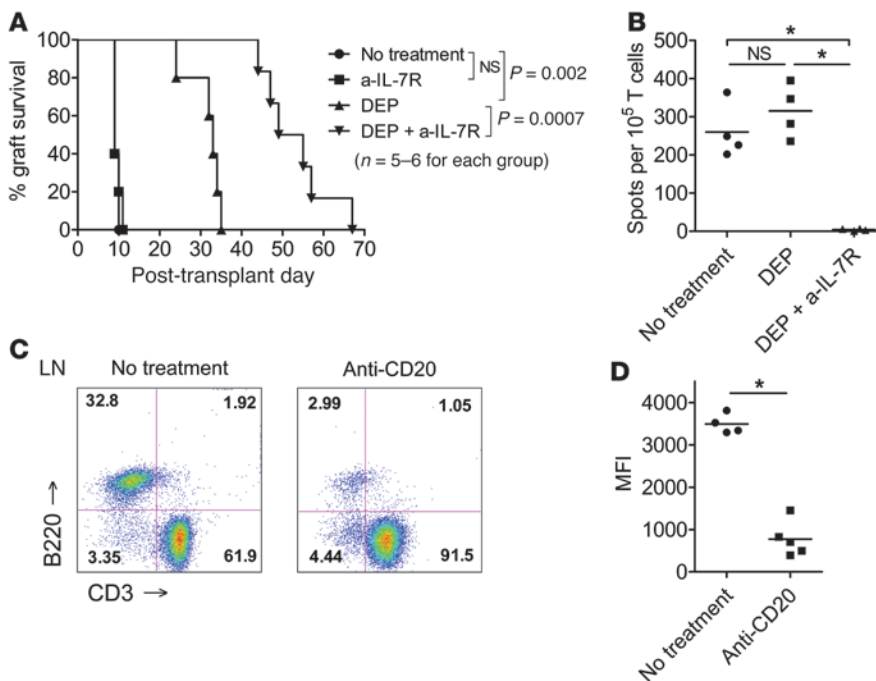 A
100
80
60
40
20
0
% graft survival
0 10 20 30 40 50 60 70
Post-transplant day
No treatment
a-IL-7R
DEP
DEP + a-IL-7R
NS
P = 0.002
P = 0.0007
(n = 5–6 for each group)
B
500
400
300
200
100
0
Spots per 10⁵ T cells
*
NS *
No treatment
DEP
DEP + a-IL-7R
C
LN No treatment Anti-CD20
32.8 1.92 2.99 1.05
3.35 61.9 4.44 91.5
B220
CD3
D
4000
3000
2000
1000
0
MFI
*
No treatment
Anti-CD20